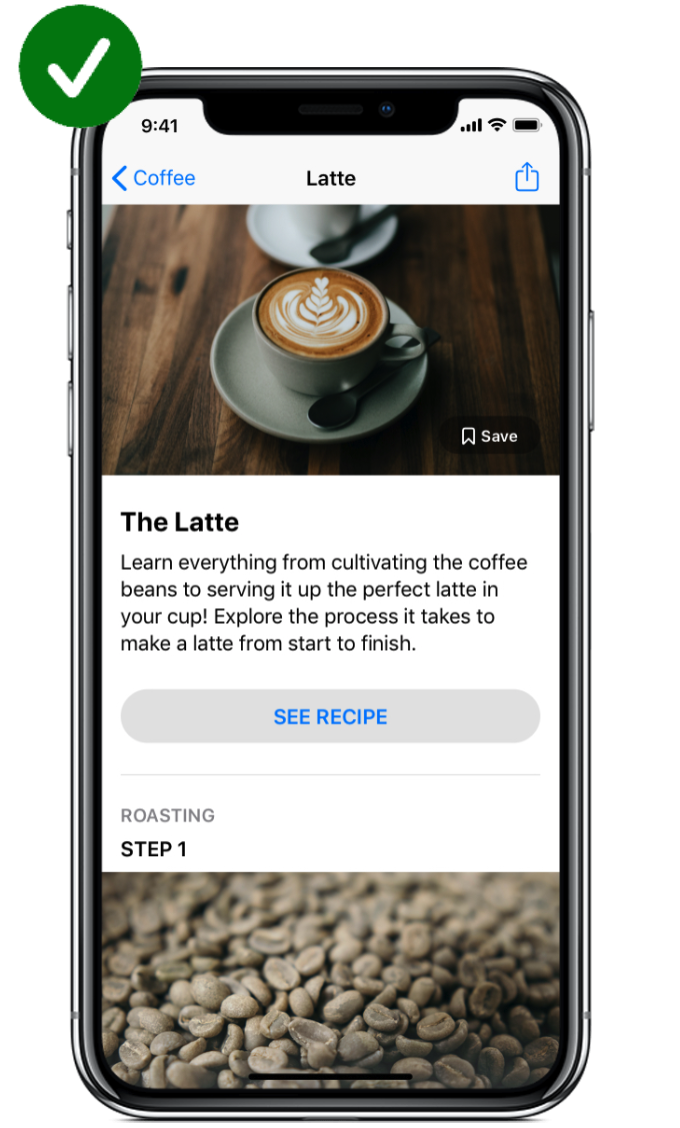 9:41
Coffee
Latte
Save
The Latte
Learn everything from cultivating the coffee
beans to serving it up the perfect latte in
your cup! Explore the process it takes to
make a latte from start to finish.
SEE RECIPE
ROASTING
STEP 1